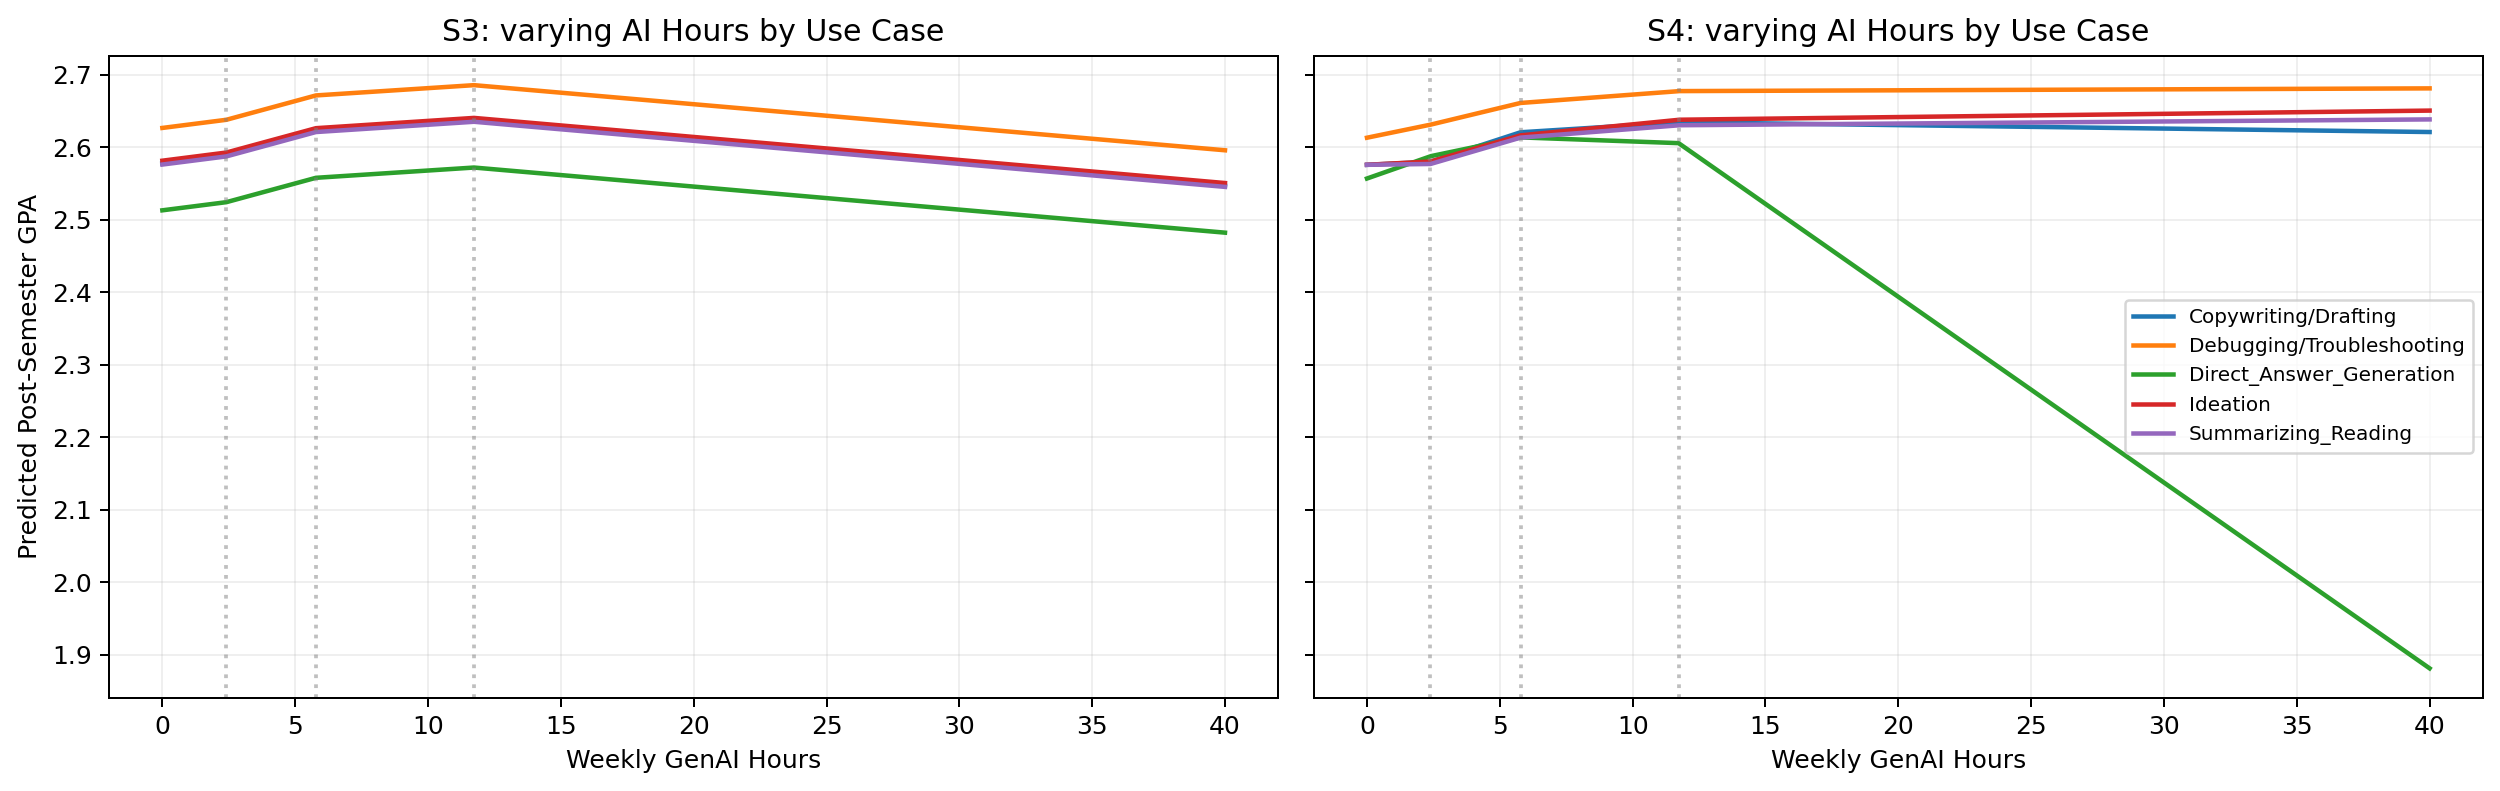 S3: varying AI Hours by Use Case
Predicted Post-Semester GPA
2.7
2.6
2.5
2.4
2.3
2.2
2.1
2.0
1.9
0 5 10 15 20 25 30 35 40
Weekly GenAI Hours
S4: varying AI Hours by Use Case
Copywriting/Drafting
Debugging/Troubleshooting
Direct_Answer_Generation
Ideation
Summarizing_Reading
0 5 10 15 20 25 30 35 40
Weekly GenAI Hours